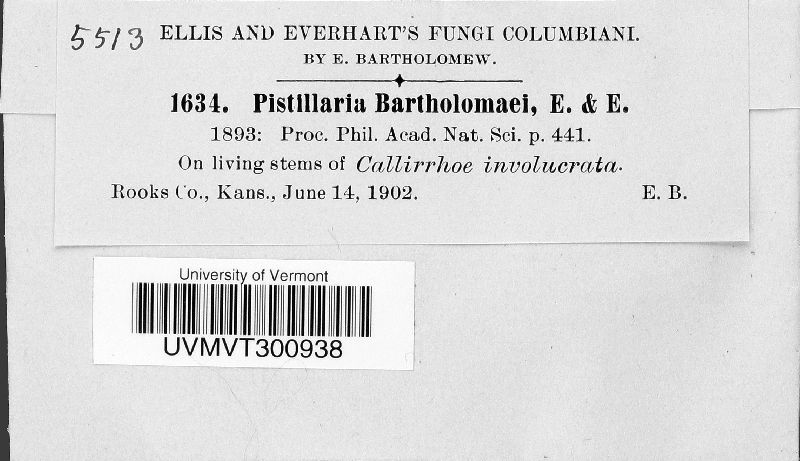 5513 ELLIS AND EVERHART'S FUNGI COLUMBIANI.
BY E. BARTHOLOMEW.
1634. Pistillaria Bartholomaei, E. & E.
1893: Proc. Phil. Acad. Nat. Sci. p. 441.
On living stems of Callirrhoe involucrata.
Rooks Co., Kans., June 14, 1902. E. B.
University of Vermont
UVMVT300938